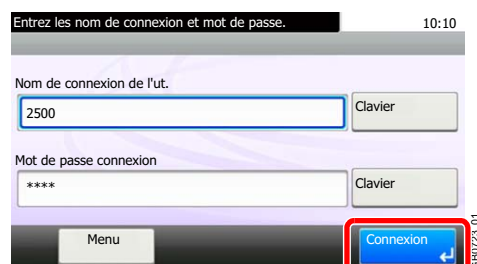 Entrez les nom de connexion et mot de passe. 10:10
Nom de connexion de l'ut.
2500 Clavier
Mot de passe connexion
**** Clavier
Menu Connexion